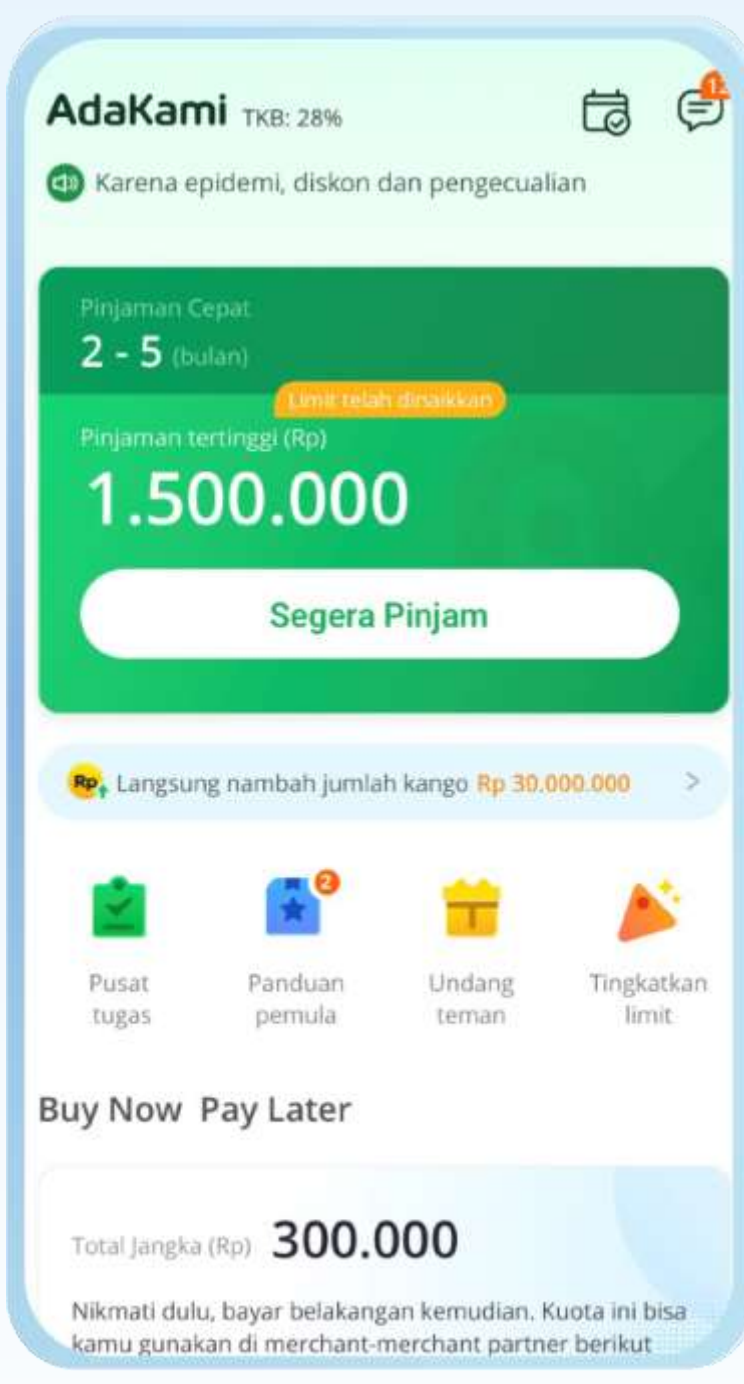 AdaKami TKB: 28%
12
Karena epidemi, diskon dan pengecualian
Pinjaman Cepat
2 - 5 (bulan)
Limit telah dinaikkan
Pinjaman tertinggi (Rp)
1.500.000
Segera Pinjam
Rp Langsung nambah jumlah kango Rp 30.000.000 >
2
Pusat tugas
Panduan pemula
Undang teman
Tingkatkan limit
Buy Now Pay Later
Total Jangka (Rp) 300.000
Nikmati dulu, bayar belakangan kemudian. Kuota ini bisa
kamu gunakan di merchant-merchant partner berikut